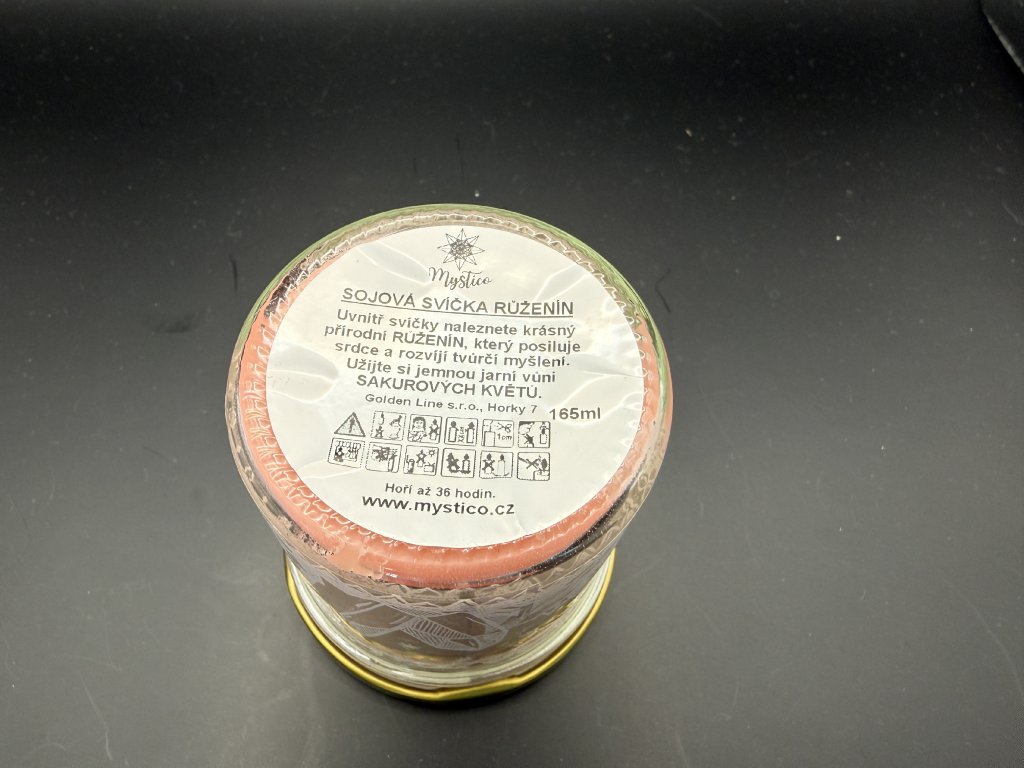 Mystico
SOJOVÁ SVÍČKA RŮŽENÍN
Uvnitř svíčky naleznete krásný
přírodní RŮŽENÍN, který posiluje
srdce a rozvíjí tvůrčí myšlení.
Užijte si jemnou jarní vůni
SAKUROVÝCH KVĚTŮ.
Golden Line s.r.o., Horky 7
165ml
1cm
Hoří až 36 hodin.
www.mystico.cz